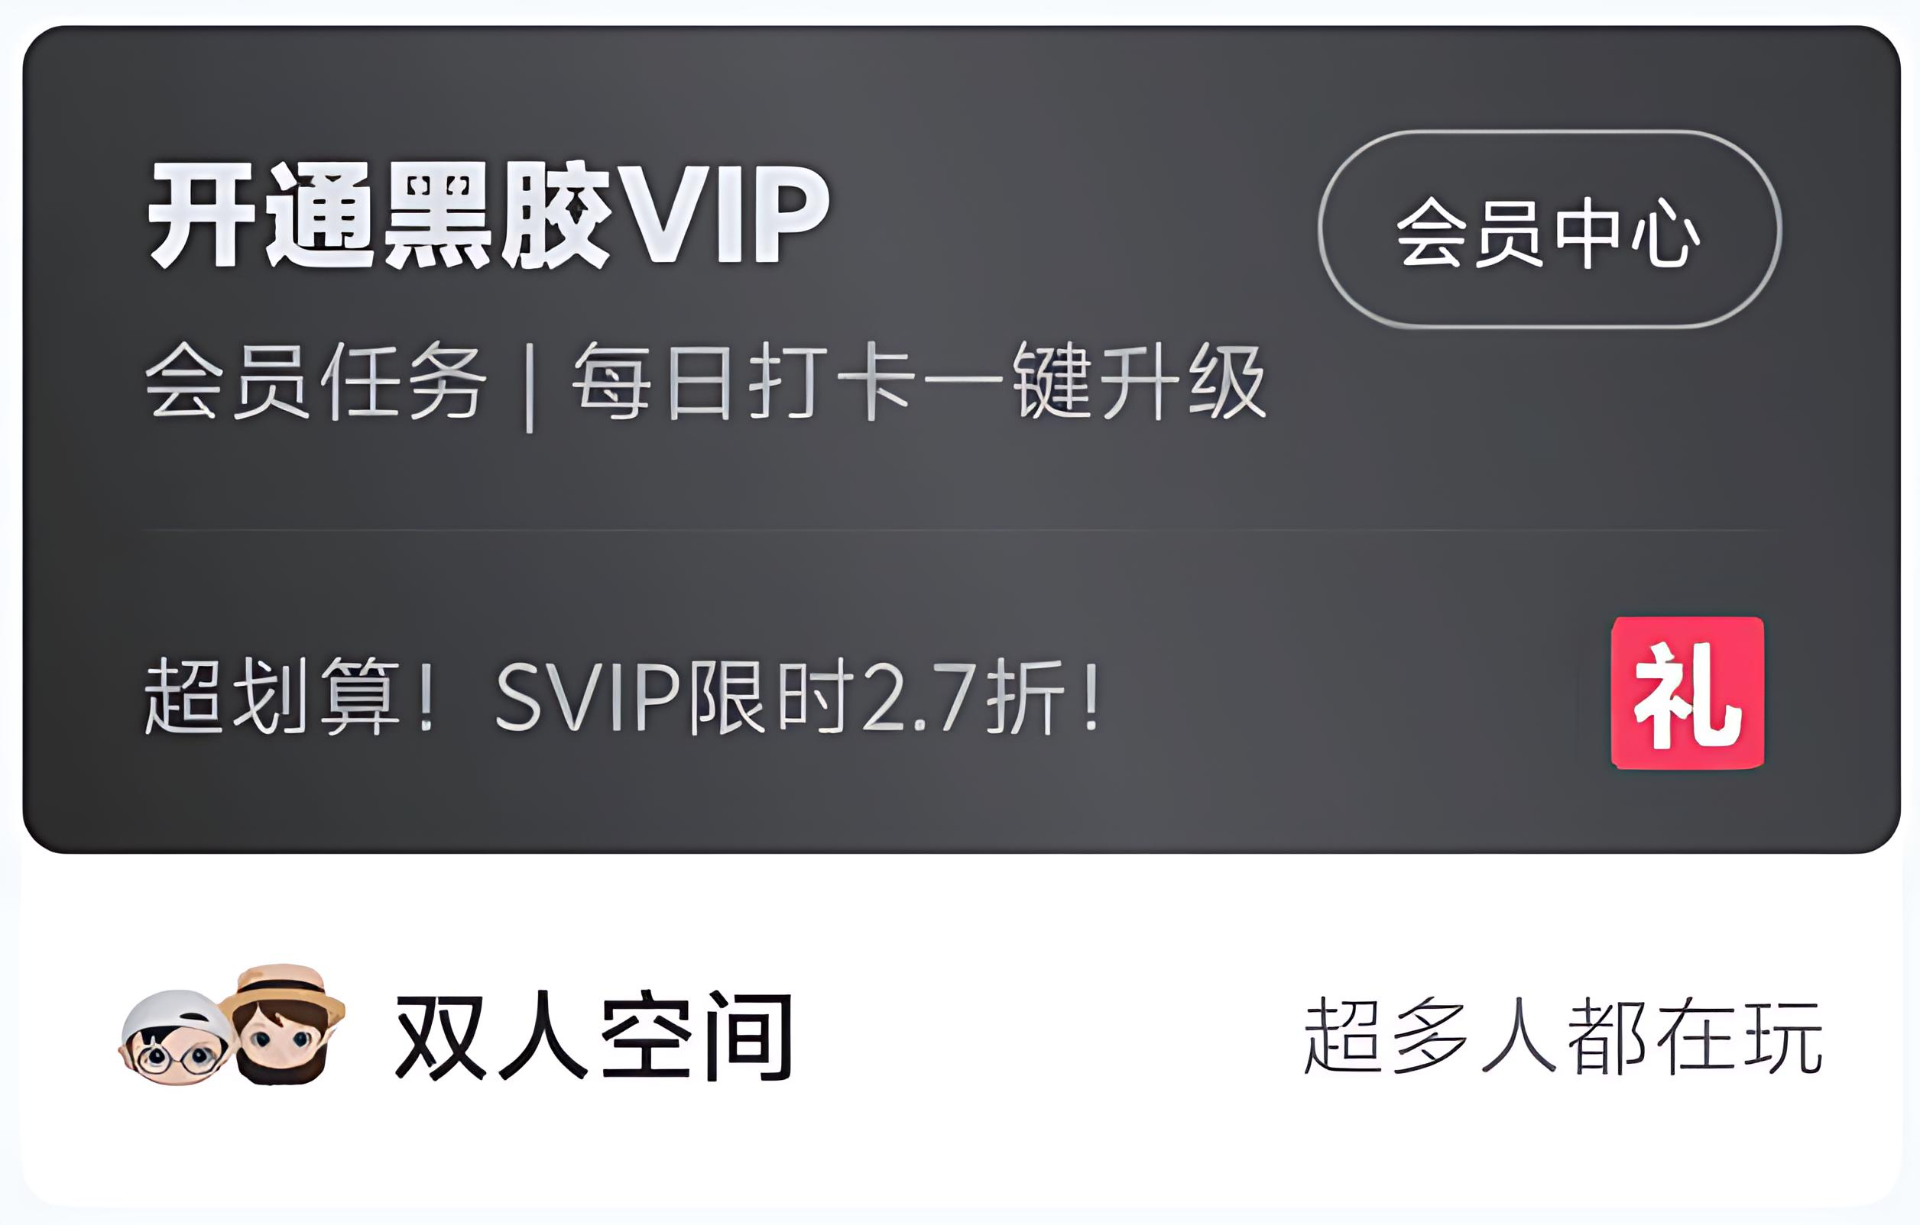 开通黑胶VIP
会员中心
会员任务 | 每日打卡一键升级
超划算！SVIP限时2.7折！
礼
双人空间
超多人都在玩